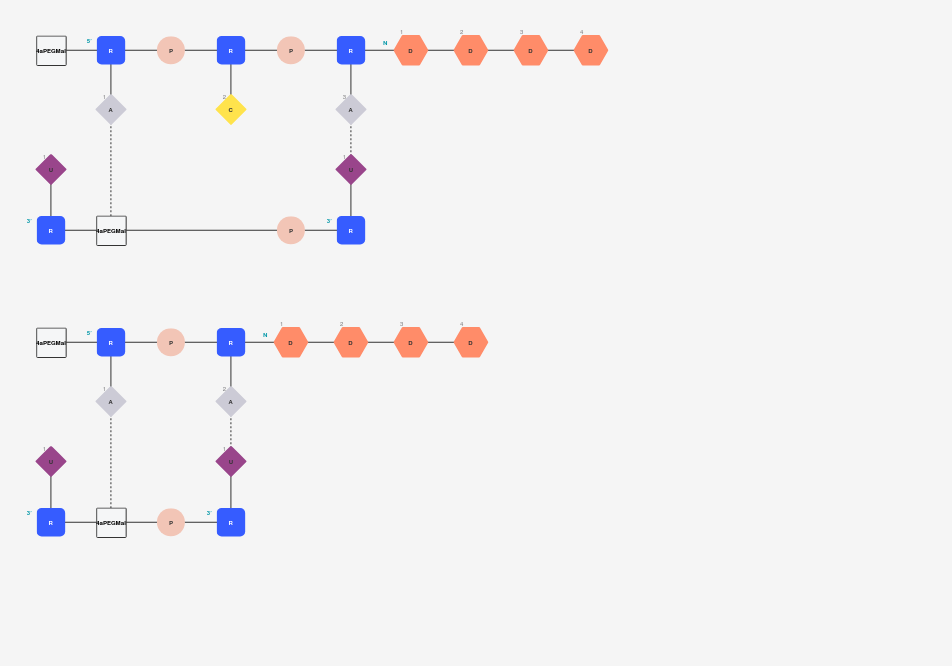 1 2 3 4
5' N
4aPEGMal R P R P R D D D D
1 2 3
A C A
1 1
U U
3' 3'
R 4aPEGMal P R
1 2 3 4
5' N
4aPEGMal R P R D D D D
1 2
A A
1 1
U U
3' 3'
R 4aPEGMal P R